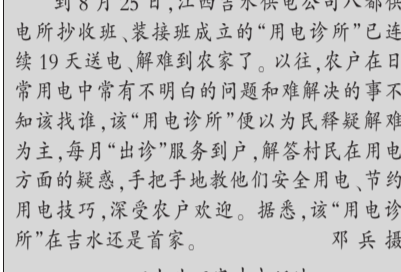 到8月25日,江西吉水供电公司八都供
电所抄收班、装接班成立的“用电诊所”已连
续19天送电、解难到农家了。以往,农户在日
常用电中常有不明白的问题和难解决的事不
知该找谁,该“用电诊所”便以为民释疑解难
为主,每月“出诊”服务到户,解答村民在用电
方面的疑惑,手把手地教他们安全用电、节约
用电技巧,深受农户欢迎。据悉,该“用电诊
所”在吉水还是首家。 邓兵 摄